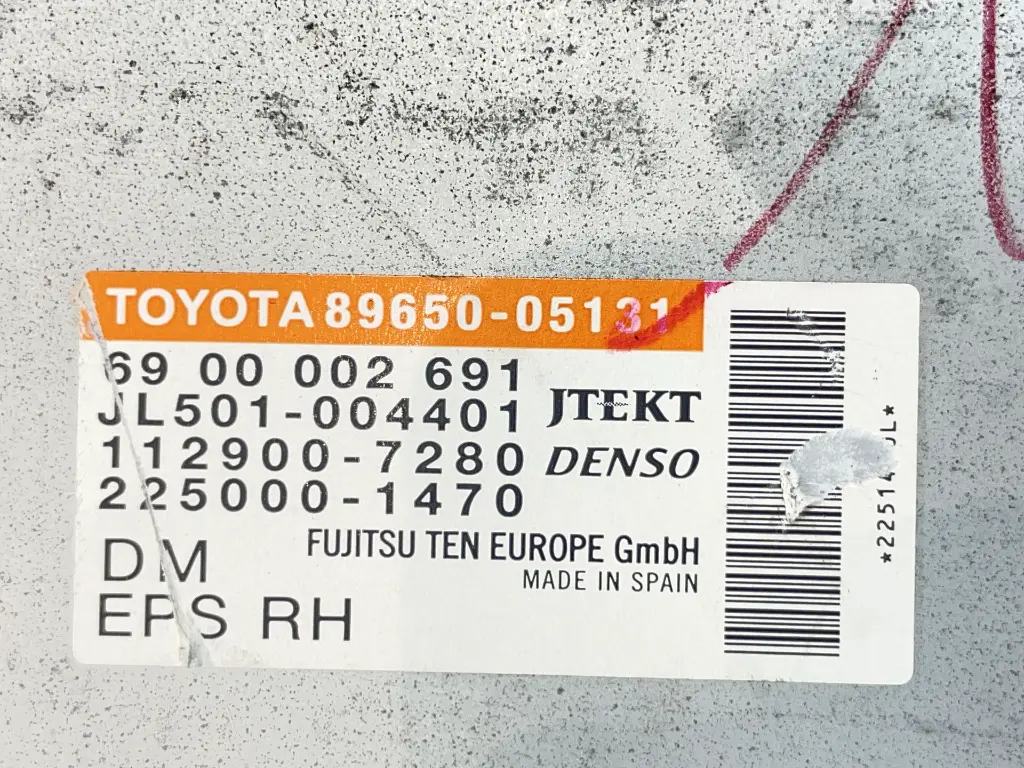 TOYOTA 89650-05131
69 00 002 691
JL501-004401 JTEKT
112900-7280 DENSO
225000-1470
FUJITSU TEN EUROPE GmbH
MADE IN SPAIN
DM
EPS RH